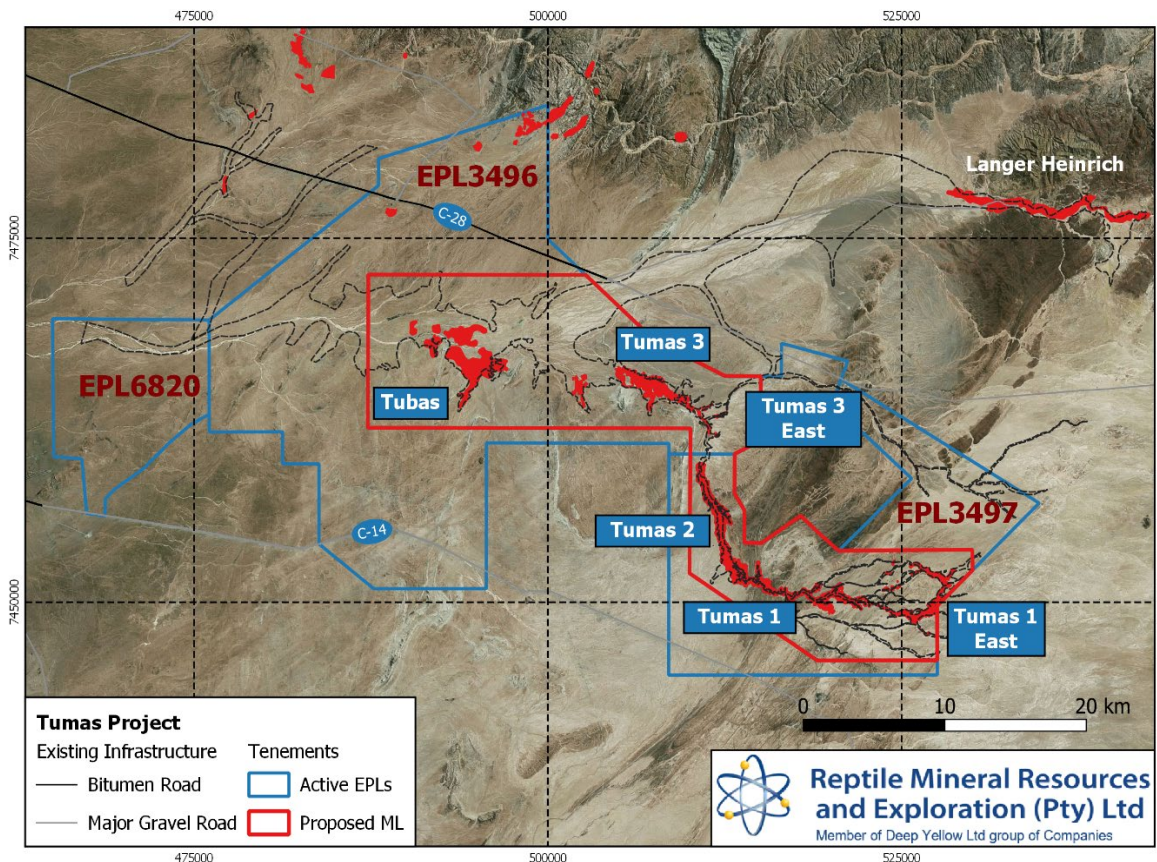 475000
500000
525000
Langer Heinrich
EPL3496
C-28
7475000
7475000
Tumas 3
EPL6820
Tubas
Tumas 3
East
EPL3497
Tumas 2
C-14
7450000
7450000
Tumas 1
Tumas 1
East
0
10
20 km
Tumas Project
Existing Infrastructure
Tenements
Bitumen Road
Active EPLs
Major Gravel Road
Proposed ML
Reptile Mineral Resources
and Exploration (Pty) Ltd
Member of Deep Yellow Ltd group of Companies
475000
500000
525000